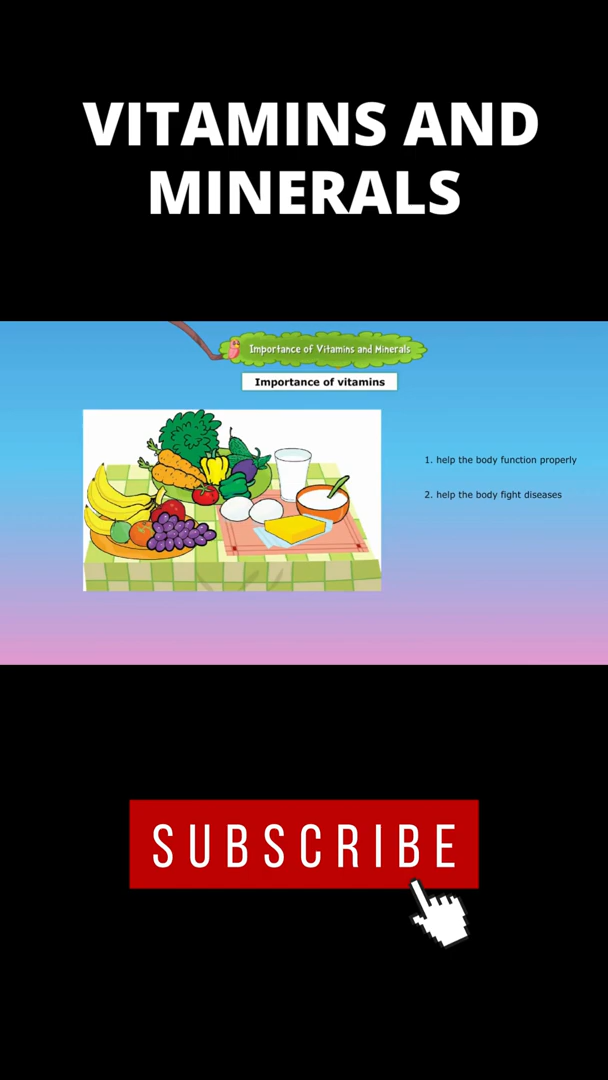 VITAMINS AND
MINERALS
Importance of Vitamins and Minerals
Importance of vitamins
1. help the body function properly
2. help the body fight diseases
SUBSCRIBE